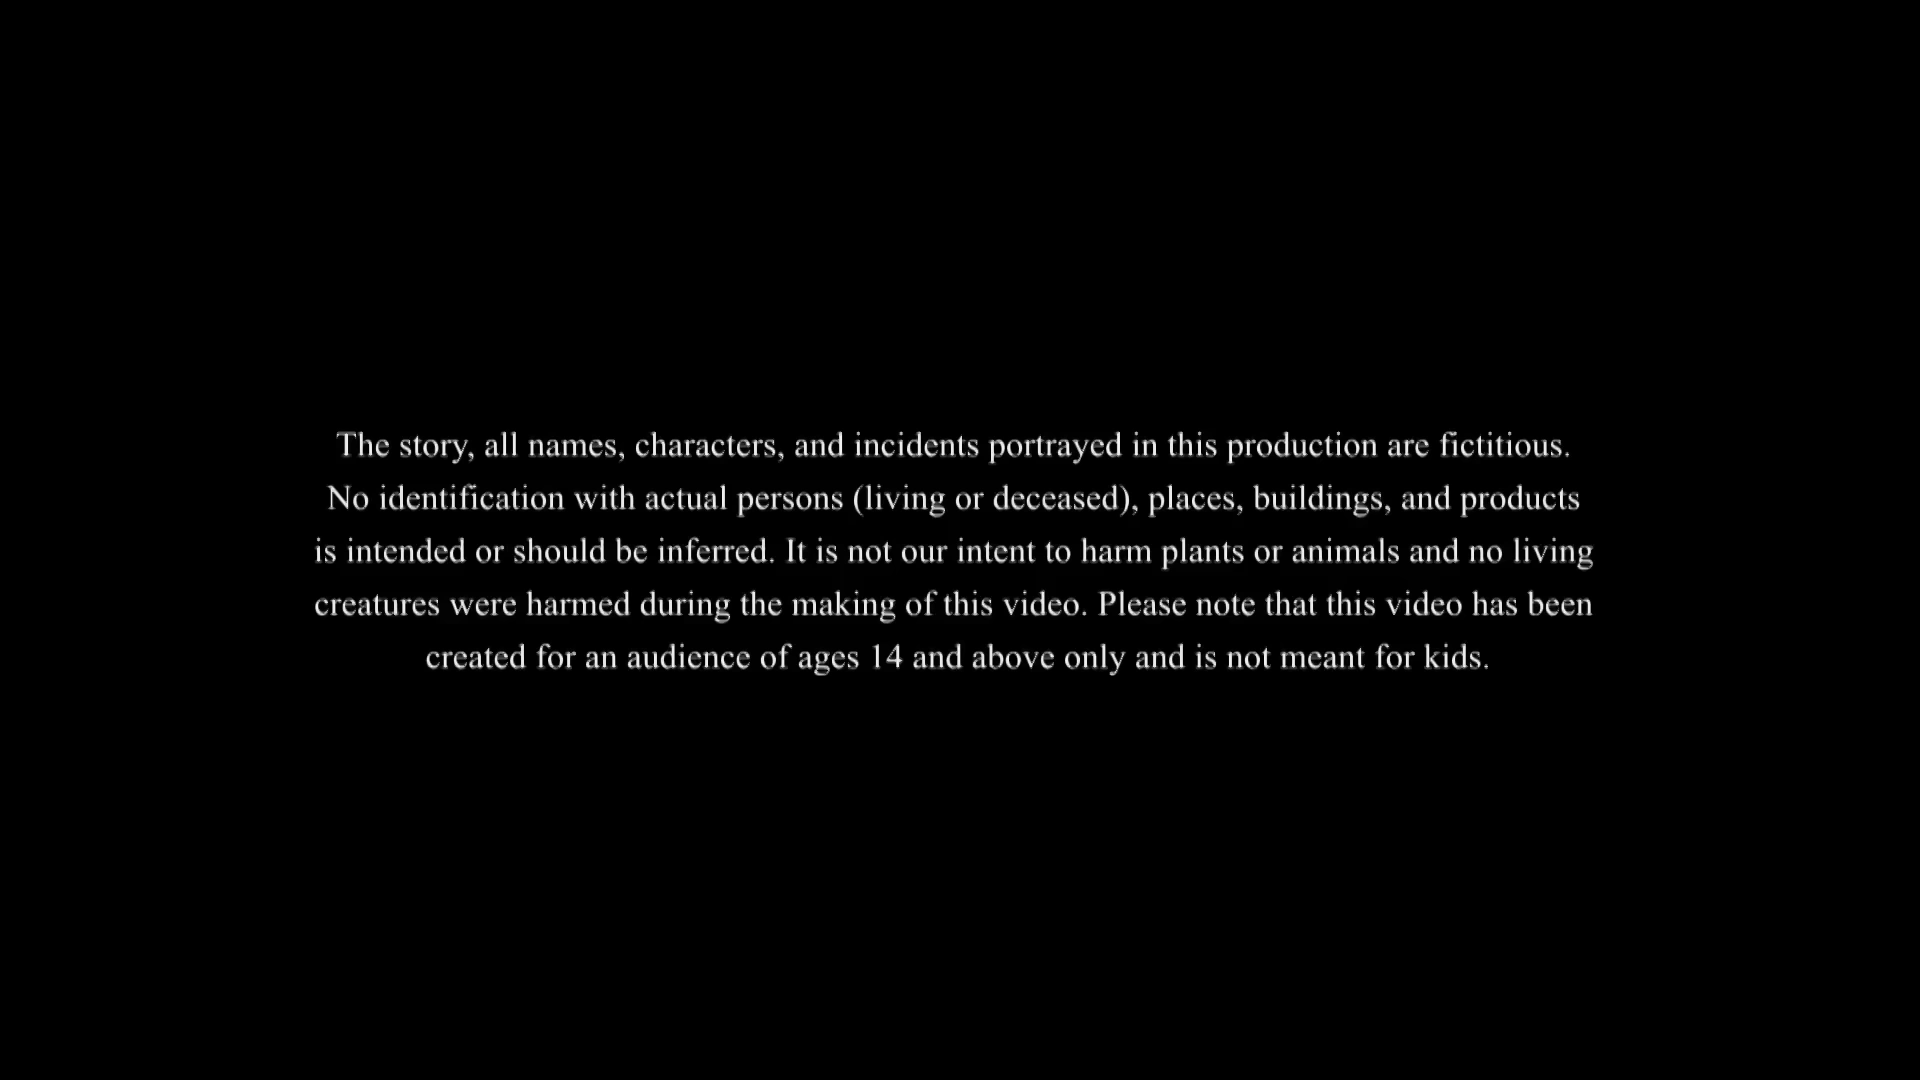 The story, all names, characters, and incidents portrayed in this production are fictitious.
No identification with actual persons (living or deceased), places, buildings, and products
is intended or should be inferred. It is not our intent to harm plants or animals and no living
creatures were harmed during the making of this video. Please note that this video has been
created for an audience of ages 14 and above only and is not meant for kids.